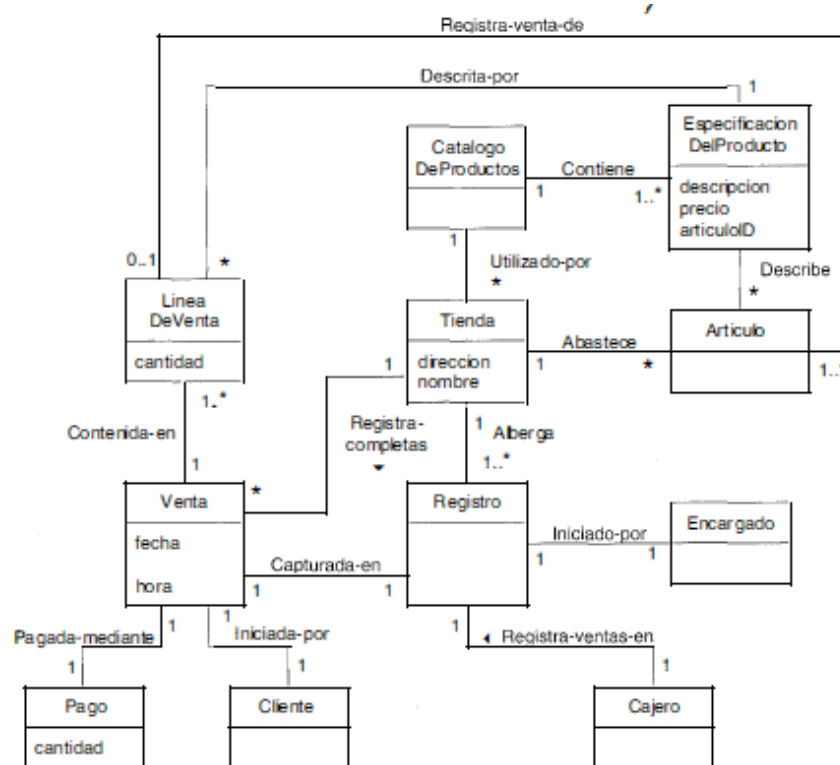 Registra-venta-de
Descrita-por
1
Especificacion
DelProducto
descripcion
precio
articuloID
Catalogo
DeProductos
Contiene
1
1..*
1
Utilizado-por
*
Describe
*
0..1
*
Linea
DeVenta
cantidad
Tienda
direccion
nombre
Abastece
1
*
Articulo
1..
1
1..*
Contenida-en
1
Registra-
completas
1
Alberga
1..*
Venta
fecha
hora
*
Registro
Encargado
Iniciado-por
1
1
Capturada-en
1
1
Pagada-mediante
1
1
1
Iniciada-por
1
1
Registra-ventas-en
1
Pago
cantidad
Cliente
Cajero